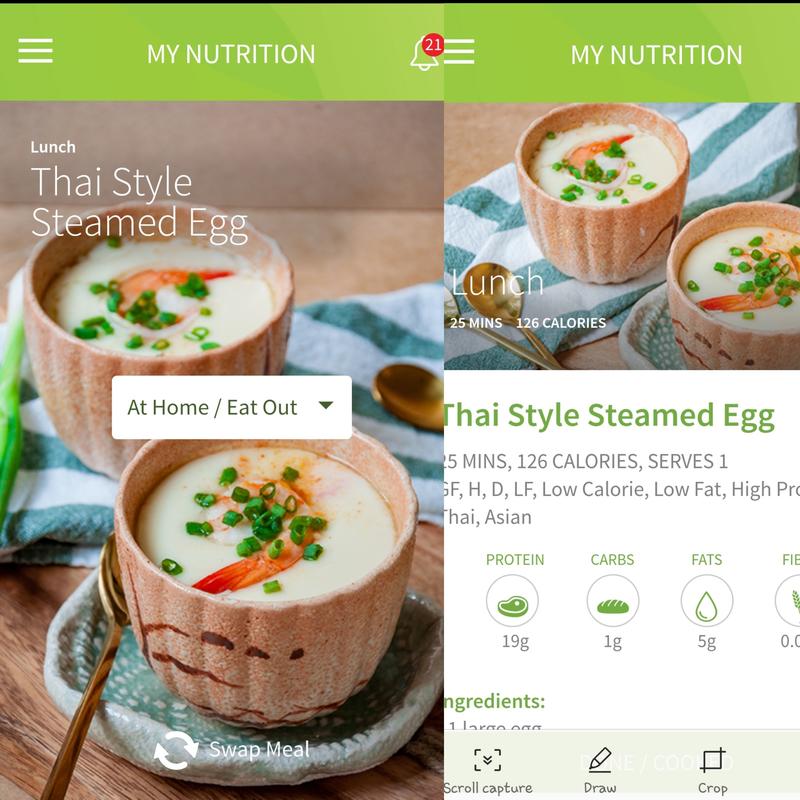 MY NUTRITION
21
Lunch
Thai Style
Steamed Egg
At Home / Eat Out
Swap Meal
MY NUTRITION
Lunch
25 MINS 126 CALORIES
Thai Style Steamed Egg
25 MINS, 126 CALORIES, SERVES 1
GF, H, D, LF, Low Calorie, Low Fat, High Pro
Thai, Asian
PROTEIN CARBS FATS FIB
19g 1g 5g 0.0
ngredients:
1 large egg
DONE / COOKED
Scroll capture Draw Crop